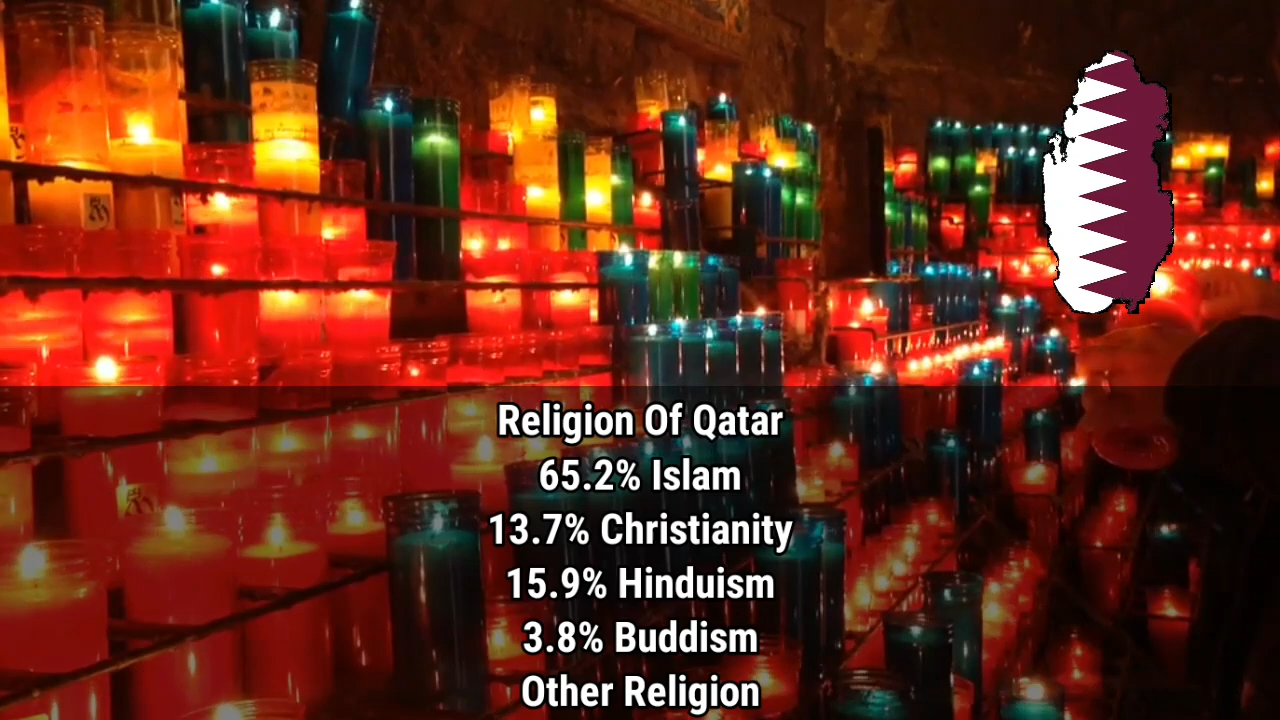 Religion Of Qatar
65.2% Islam
13.7% Christianity
15.9% Hinduism
3.8% Buddism
Other Religion